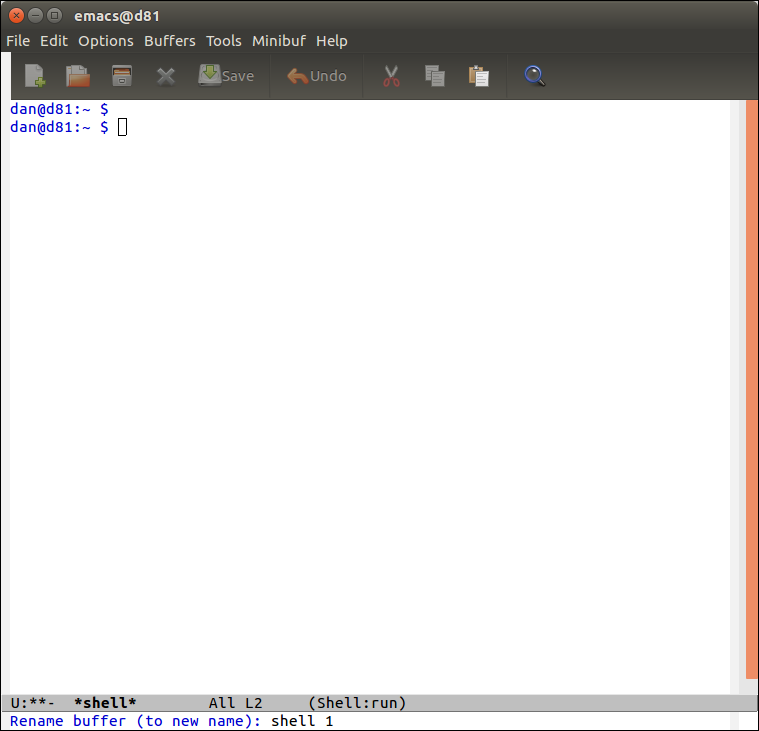 emacs@d81
File Edit Options Buffers Tools Minibuf Help
Save Undo
dan@d81:~ $
dan@d81:~ $
U:**-  *shell*        All L2     (Shell:run)
Rename buffer (to new name): shell 1